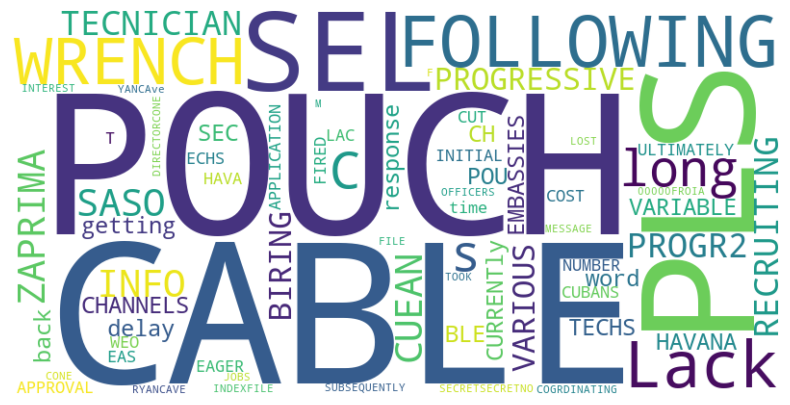 TECNICIAN
WRENCH
SEL
FOLLOWING
PROGRESSIVE
INTEREST
YANCAve
F
POUCH
PLS
DIRECTORCONE
T
SEC
ECHS
HAVA
BIRING
APPLICATION
M
FIRED
LAC
C
response
CUT
CH
INITIAL
POU
OFFICERS
time
EMBASSIES
COST
LOST
MESSAGE
ULTIMATELY
long
OOOOOFROIA
VARIABLE
RECRUITING
ZAPRIMA
SASO
getting
CABLE
INFO
CHANNELS
delay
back
WEO
EAS
EAGER
JOBS
CONE
APPROVAL
RYANCAVE
INDEXFILE
SUBSEQUENTLY
FILE
CUEAN
S
TOOK
BLE
CURRENTLY
VARIOUS
NUMBER
word
CUBANS
TECHS
PROGR2
HAVANA
Lack
SECRETSECRETNO
COGRDINATING